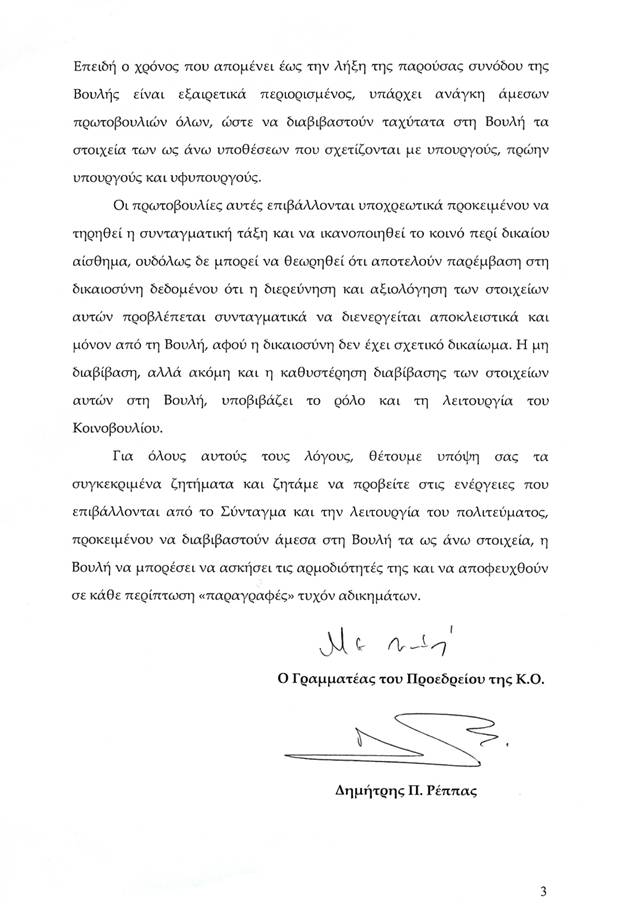 Επειδή ο χρόνος που απομένει έως την λήξη της παρούσας συνόδου της
Βουλής είναι εξαιρετικά περιορισμένος, υπάρχει ανάγκη άμεσων
πρωτοβουλιών όλων, ώστε να διαβιβαστούν ταχύτατα στη Βουλή τα
στοιχεία των ως άνω υποθέσεων που σχετίζονται με υπουργούς, πρώην
υπουργούς και υφυπουργούς.
Οι πρωτοβουλίες αυτές επιβάλλονται υποχρεωτικά προκειμένου να
τηρηθεί η συνταγματική τάξη και να ικανοποιηθεί το κοινό περί δικαίου
αίσθημα, ουδόλως δε μπορεί να θεωρηθεί ότι αποτελούν παρέμβαση στη
δικαιοσύνη δεδομένου ότι η διερεύνηση και αξιολόγηση των στοιχείων
αυτών προβλέπεται συνταγματικά να διενεργείται αποκλειστικά και
μόνον από τη Βουλή, αφού η δικαιοσύνη δεν έχει σχετικό δικαίωμα. Η μη
διαβίβαση, αλλά ακόμη και η καθυστέρηση διαβίβασης των στοιχείων
αυτών στη Βουλή, υποβιβάζει το ρόλο και τη λειτουργία του
Κοινοβουλίου.
Για όλους αυτούς τους λόγους, θέτουμε υπόψη σας τα
συγκεκριμένα ζητήματα και ζητάμε να προβείτε στις ενέργειες που
επιβάλλονται από το Σύνταγμα και την λειτουργία του πολιτεύματος,
προκειμένου να διαβιβαστούν άμεσα στη Βουλή τα ως άνω στοιχεία, η
Βουλή να μπορέσει να ασκήσει τις αρμοδιότητές της και να αποφευχθούν
σε κάθε περίπτωση «παραγραφές» τυχόν αδικημάτων.
Ο Γραμματέας του Προεδρείου της Κ.Ο.
Δημήτρης Π. Ρέππας
3